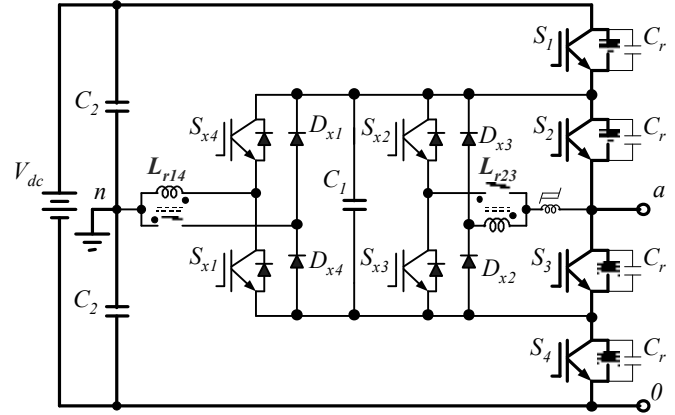 S1
Cr
C2
Sx4
Dx1
Sx2
Dx3
S2
Cr
Vdc
n
Lr14
C1
Lr23
a
C2
Sx1
Dx4
Sx3
Dx2
S3
Cr
S4
Cr
0